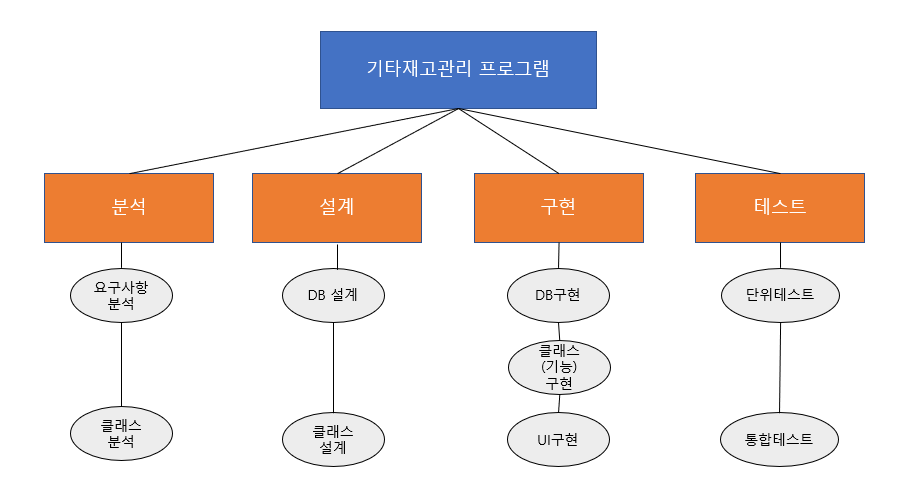 기타재고관리 프로그램
분석
설계
구현
테스트
요구사항
분석
DB 설계
DB구현
단위테스트
클래스
(기능)
구현
클래스
분석
클래스
설계
UI구현
통합테스트